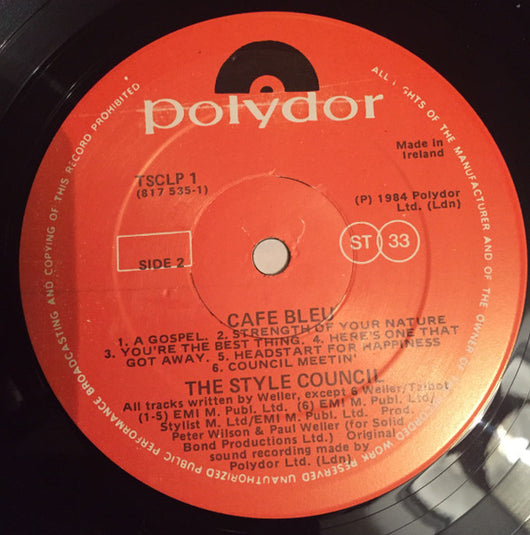 polydor
Made in
Ireland
TSCLP 1
(817 535-1)
(P) 1984 Polydor
Ltd. (Ldn)
SIDE 2
ST 33
CAFE BLEU
1. A GOSPEL. 2. STRENGTH OF YOUR NATURE
3. YOU'RE THE BEST THING. 4. HERE'S ONE THAT
GOT AWAY. 5. HEADSTART FOR HAPPINESS
6. COUNCIL MEETIN'
THE STYLE COUNCIL
All tracks written by Weller, except 6 Weller/Talbot
(1-5) EMI M. Publ. Ltd. (6) EMI M. Publ. Ltd/
Stylist M. Ltd/EMI M. Publ. Ltd. Prod.
Peter Wilson & Paul Weller (for Solid
Bond Productions Ltd.) Original
sound recording made by
Polydor Ltd. (Ldn)
ALL RIGHTS OF THE MANUFACTURER AND OF THE OWNER OF THE RECORDED WORK RESERVED UNAUTHORIZED PUBLIC PERFORMANCE BROADCASTING AND COPYING OF THIS RECORD PROHIBITED